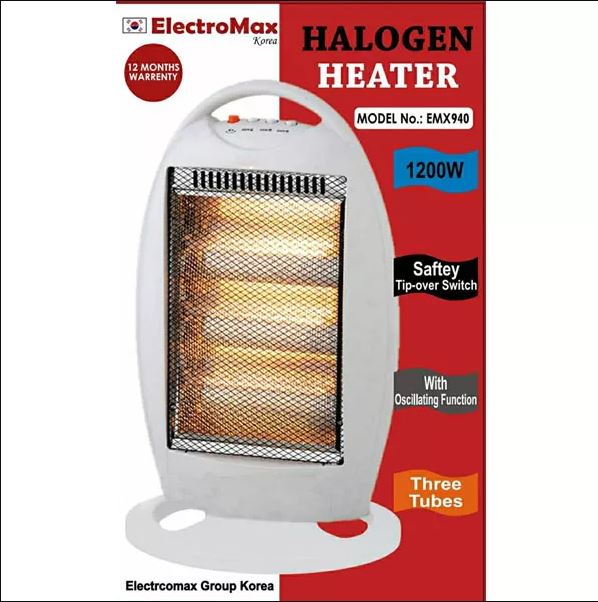 ElectroMax
Korea
12 MONTHS
WARRENTY
HALOGEN
HEATER
MODEL No.: EMX940
1200W
Saftey
Tip-over Switch
With
Oscillating Function
Three
Tubes
Electrcomax Group Korea